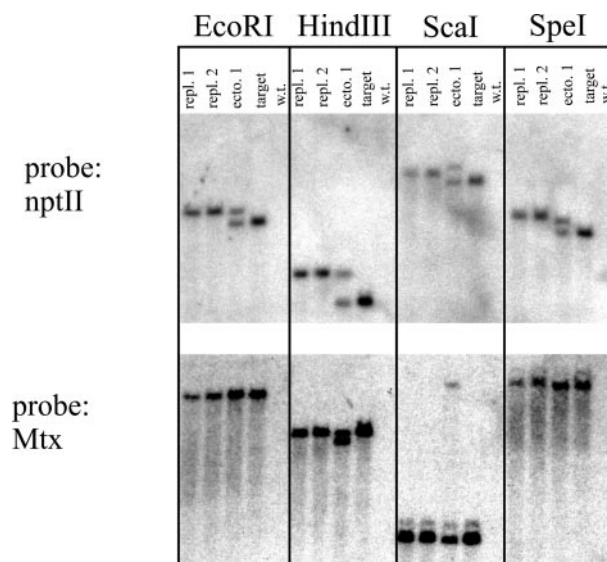 EcoRI HindIII ScaI SpeI
repl. 1 repl. 2 ecto. 1 target w.t. repl. 1 repl. 2 ecto. 1 target w.t. repl. 1 repl. 2 ecto. 1 target w.t. repl. 1 repl. 2 ecto. 1 target w.t.
probe:
nptII
probe:
Mtx